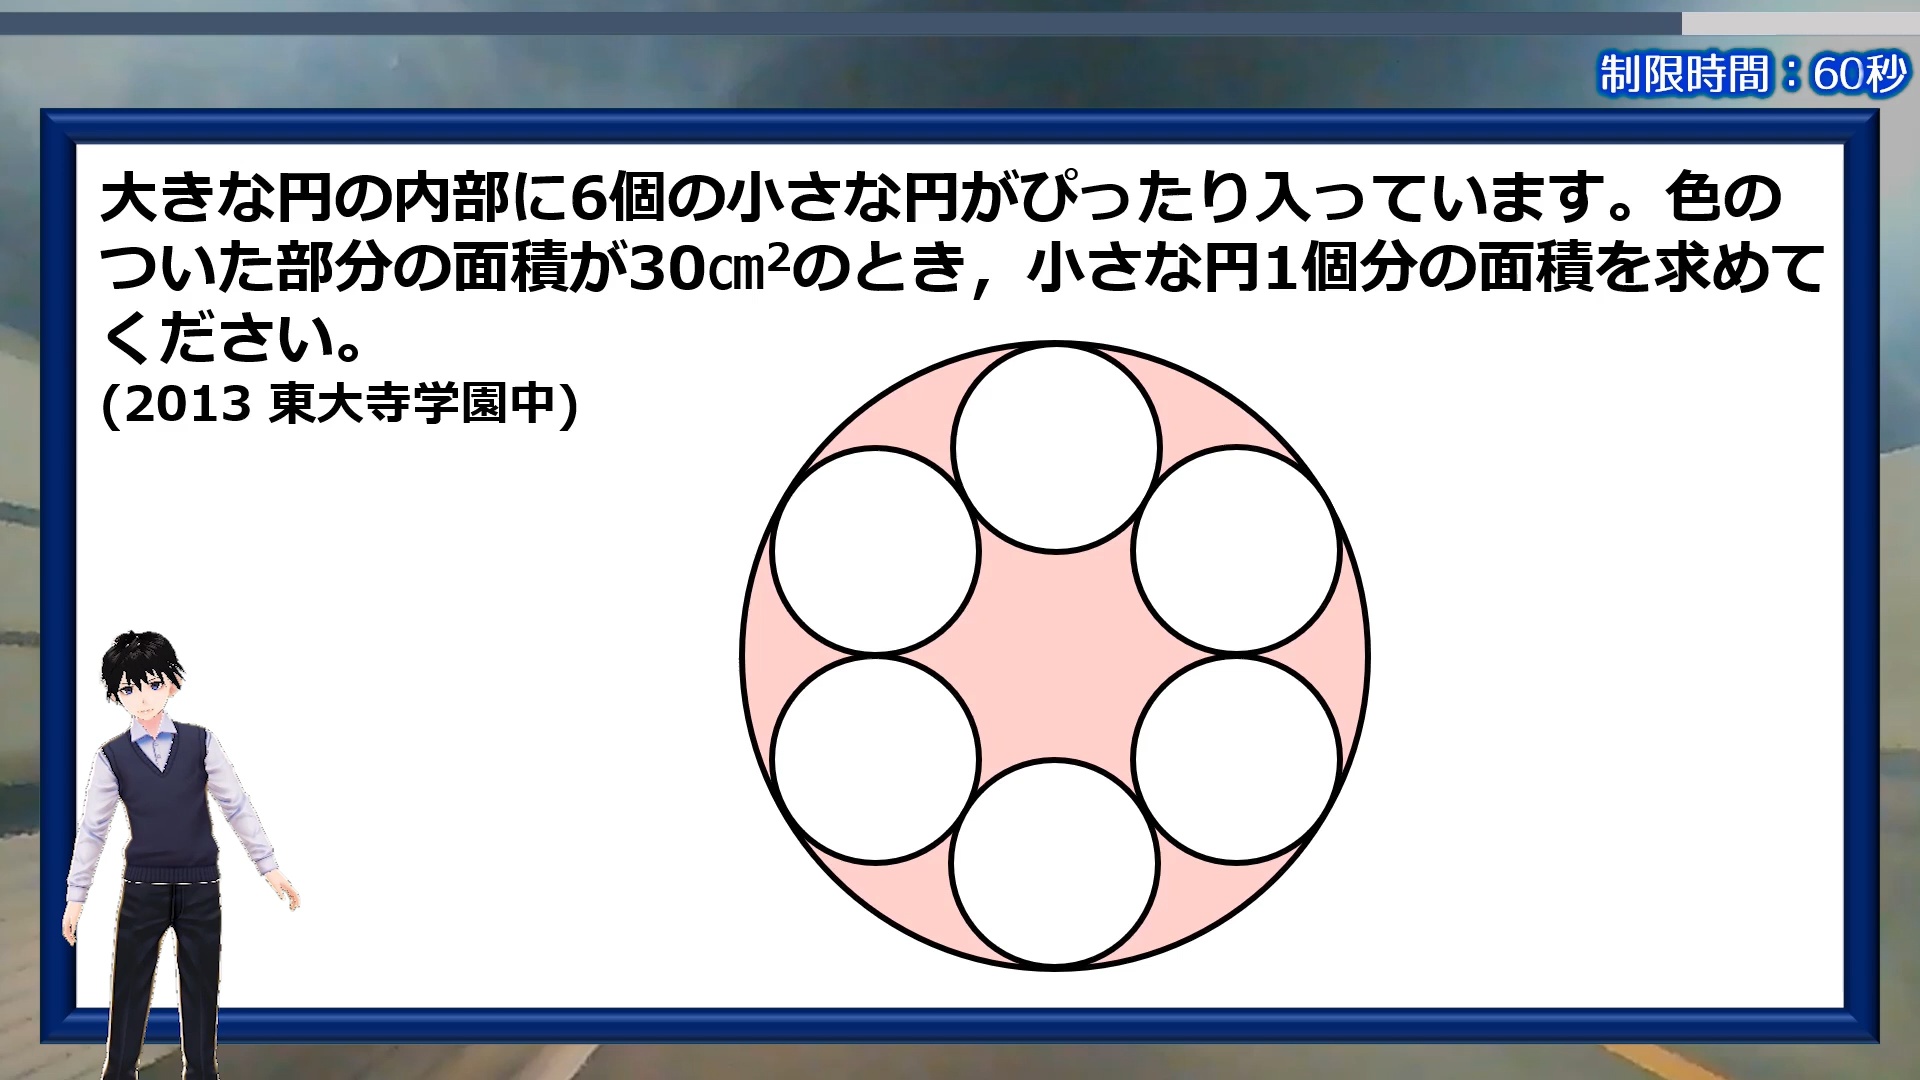 制限時間：60秒
大きな円の内部に6個の小さな円がぴったり入っています。色の
ついた部分の面積が30㎝²のとき，小さな円1個分の面積を求めて
ください。
(2013 東大寺学園中)